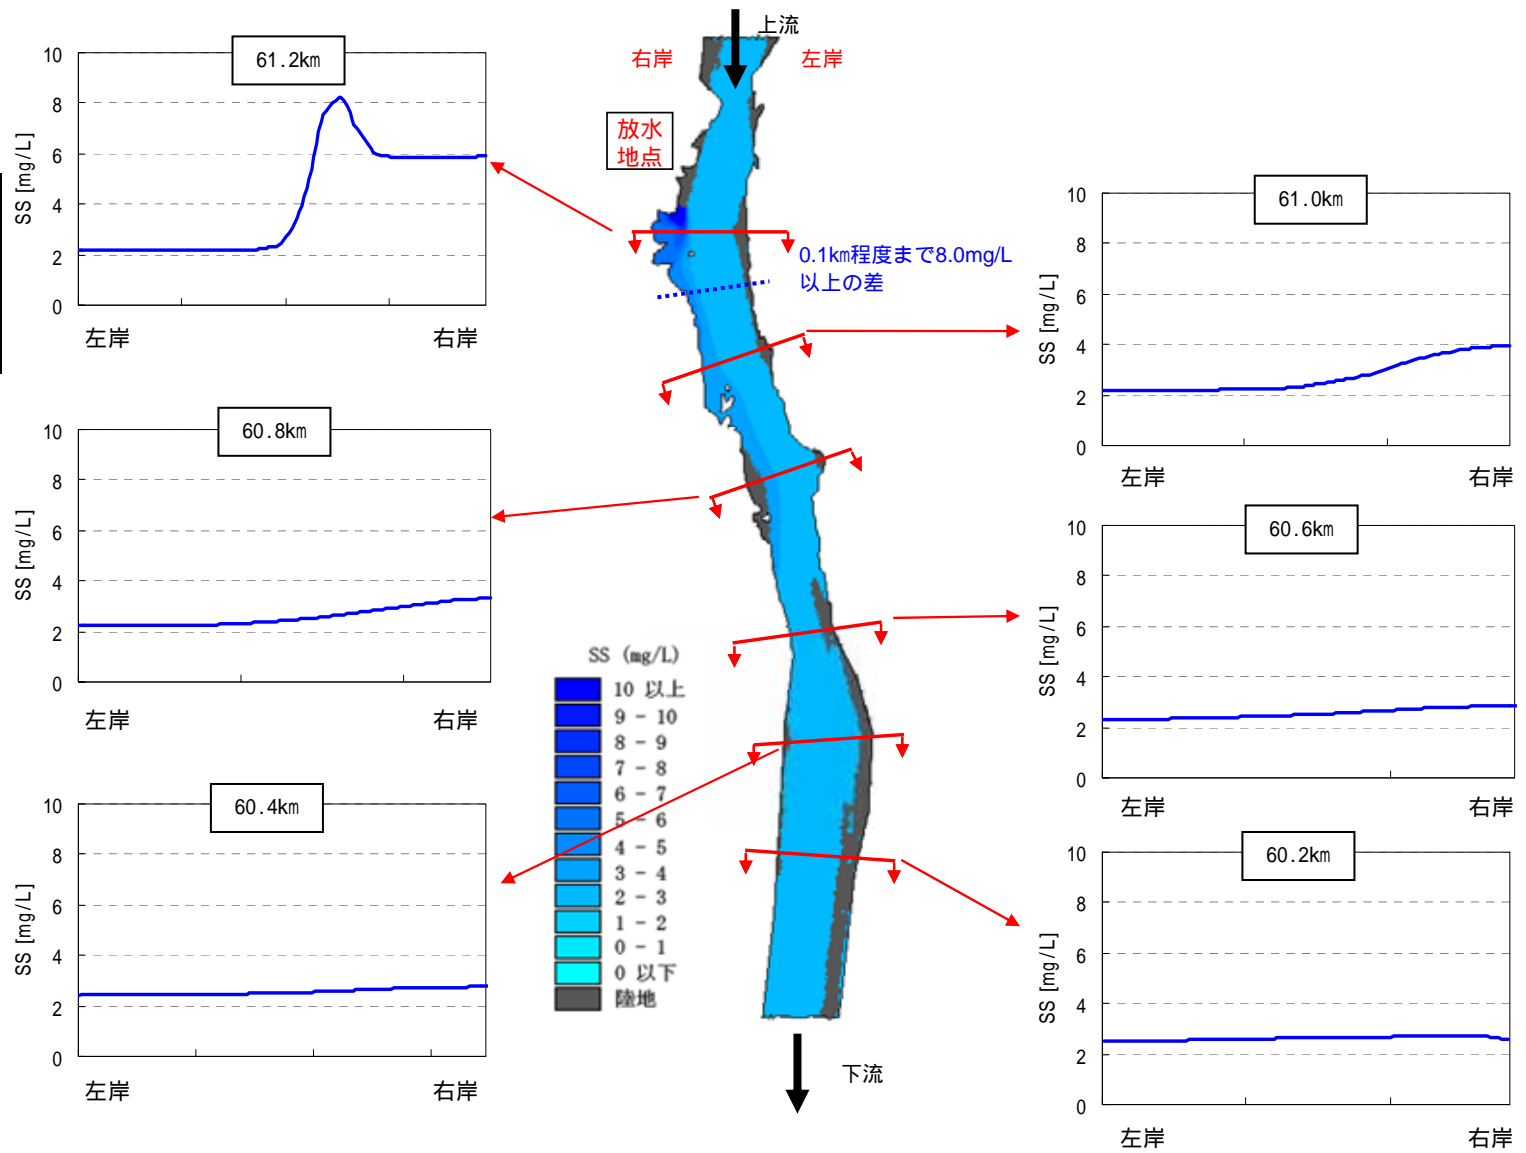 上流
右岸
左岸
放水
地点
0.1km程度まで8.0mg/L
以上の差
61.2km
SS [mg/L]
10
8
6
4
2
0
左岸
右岸
61.0km
SS [mg/L]
10
8
6
4
2
0
左岸
右岸
60.8km
SS [mg/L]
10
8
6
4
2
0
左岸
右岸
60.6km
SS [mg/L]
10
8
6
4
2
0
左岸
右岸
60.4km
SS [mg/L]
10
8
6
4
2
0
左岸
右岸
60.2km
SS [mg/L]
10
8
6
4
2
0
左岸
右岸
SS (mg/L)
10 以上
9 - 10
8 - 9
7 - 8
6 - 7
5 - 6
4 - 5
3 - 4
2 - 3
1 - 2
0 - 1
0 以下
陸地
下流